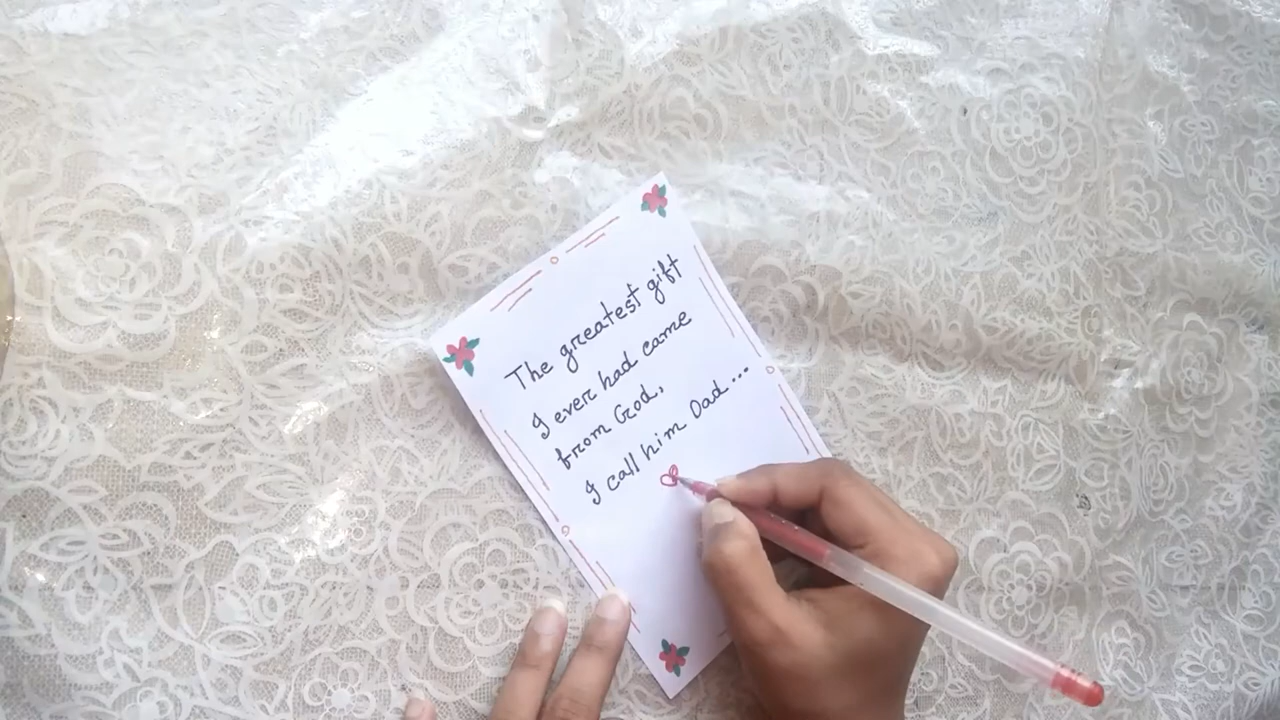 The greatest gift
I ever had came
from God,
I call him Dad...